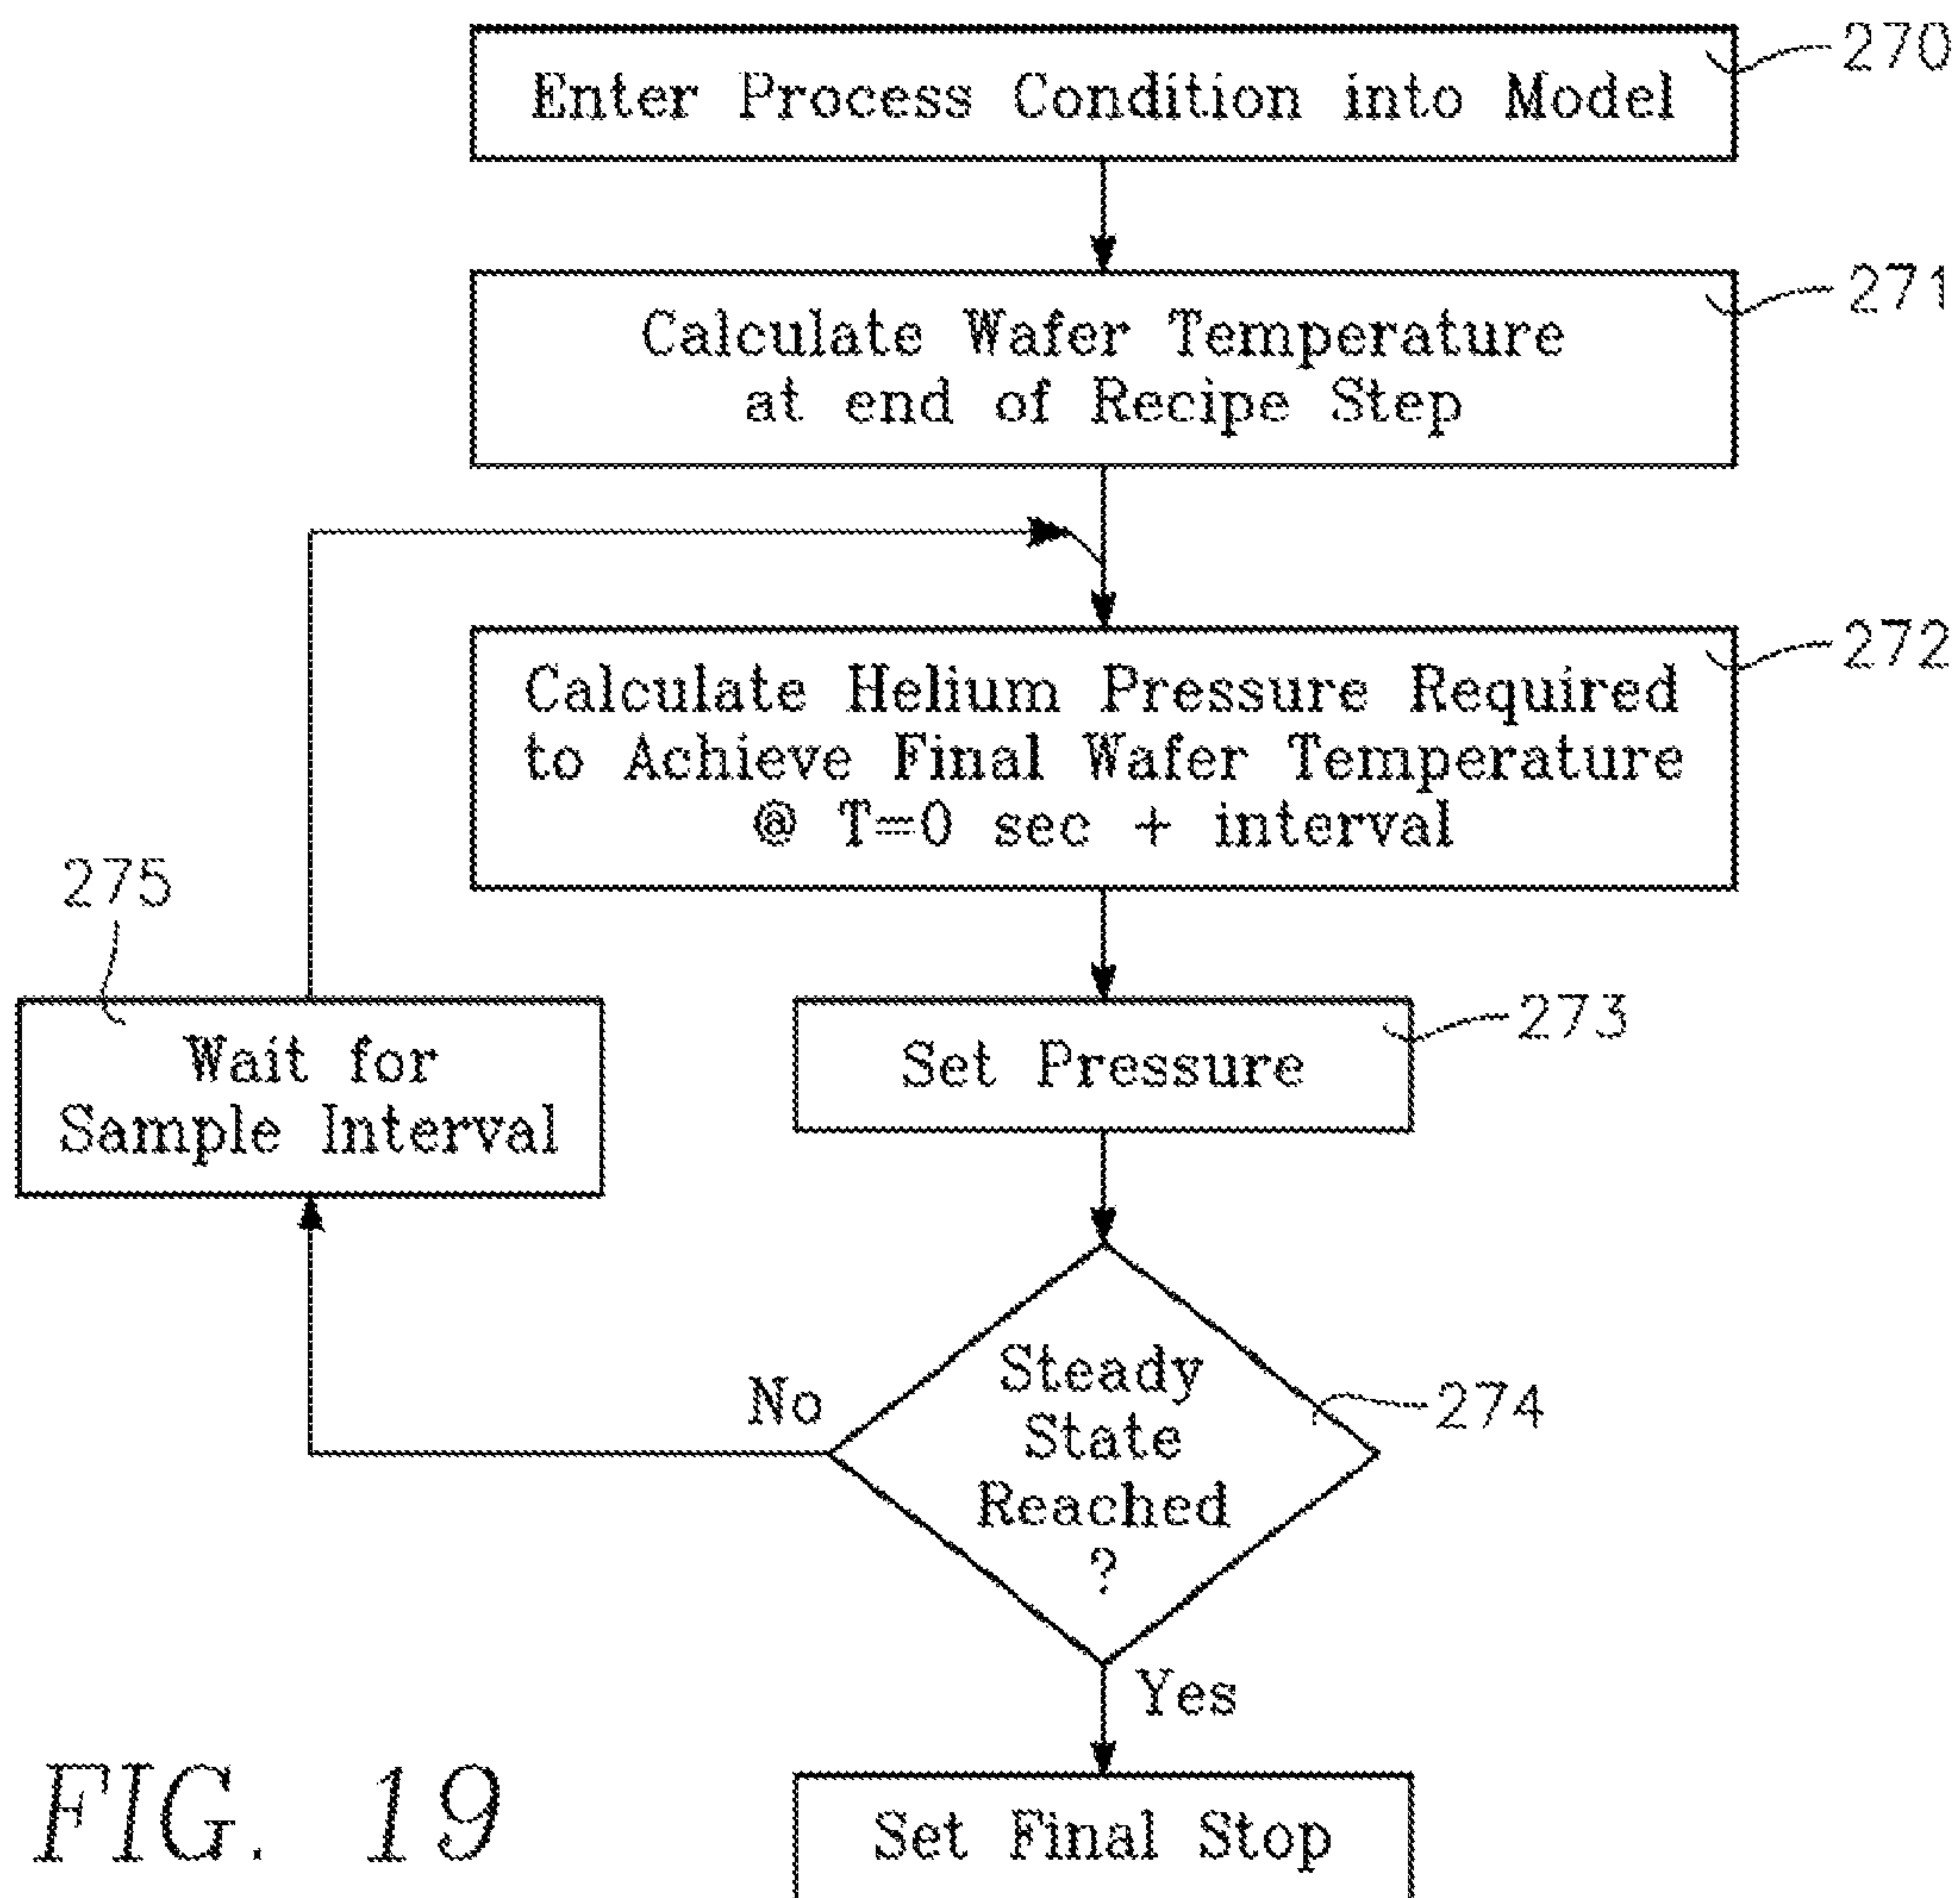 Enter Process Condition into Model
270
Calculate Wafer Temperature
at end of Recipe Step
271
Calculate Helium Pressure Required
to Achieve Final Wafer Temperature
@ T=0 sec + interval
272
275
Wait for
Sample Interval
Set Pressure
273
Steady
State
Reached
?
274
No
Yes
Set Final Stop
FIG. 19